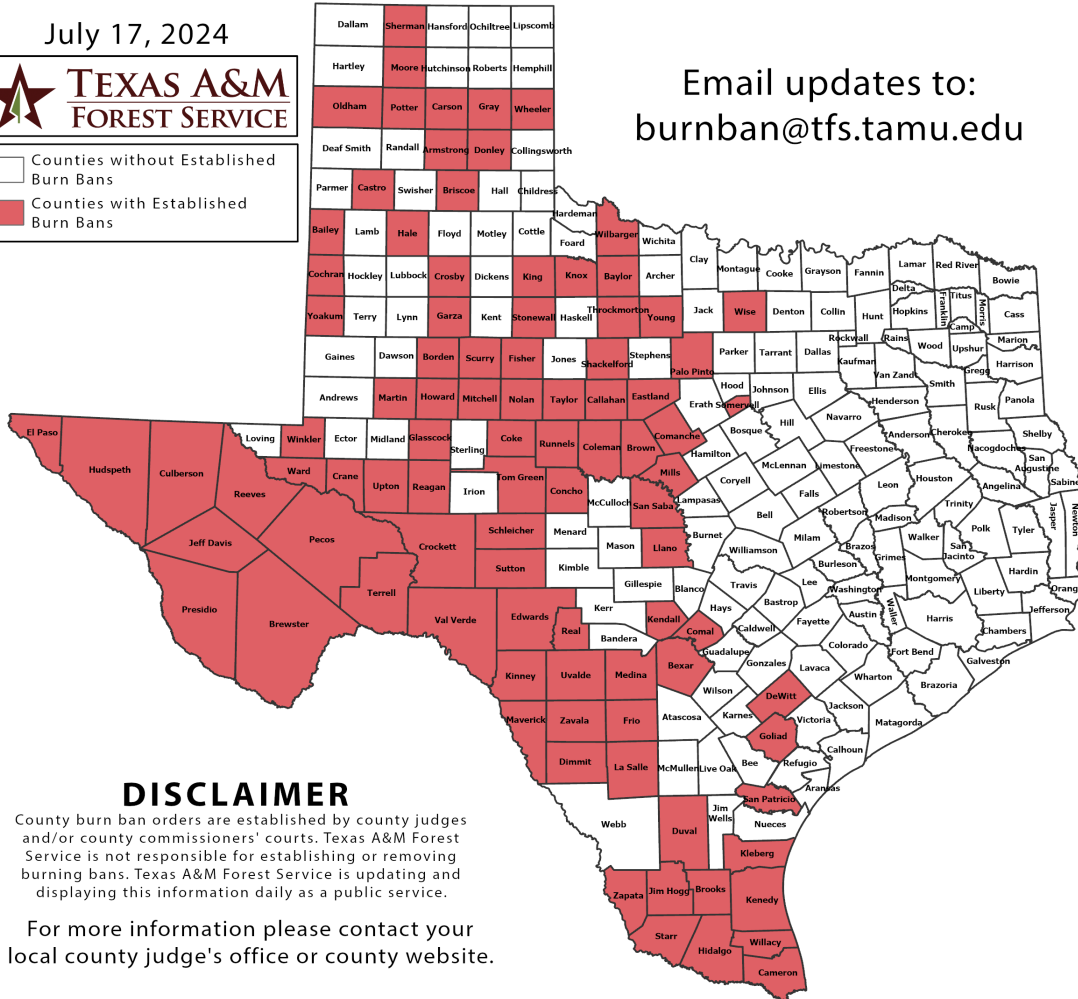 July 17, 2024
TEXAS A&M
FOREST SERVICE
Counties without Established
Burn Bans
Counties with Established
Burn Bans
Email updates to:
burnban@tfs.tamu.edu
Dallam Sherman Hansford Ochiltree Lipscomb
Hartley Moore Hutchinson Roberts Hemphill
Oldham Potter Carson Gray Wheeler
Deaf Smith Randall Armstrong Donley Collingsworth
Parmer Castro Swisher Briscoe Hall Childress
Hardeman
Bailey Lamb Hale Floyd Motley Cottle Foard Wilbarger Wichita
Clay Montague Cooke Grayson Fannin Lamar Red River Bowie
Cochran Hockley Lubbock Crosby Dickens King Knox Baylor Archer
Delta Franklin Titus Morris Cass
Yoakum Terry Lynn Garza Kent Stonewall Haskell Throckmorton Young Jack Wise Denton Collin Hunt Hopkins
Camp
Rockwall Rains Wood Upshur Marion
Gaines Dawson Borden Scurry Fisher Jones Shackelford Stephens Palo Pinto Parker Tarrant Dallas Kaufman Van Zandt Gregg Harrison
Andrews Martin Howard Mitchell Nolan Taylor Callahan Eastland Erath Hood Somervell Johnson Ellis Henderson Smith Rusk Panola
El Paso Loving Winkler Ector Midland Glasscock Sterling Coke Runnels Coleman Brown Comanche Bosque Hill Navarro Anderson Cherokee Shelby
Hudspeth Culberson Reeves Ward Crane Upton Reagan Irion Tom Green Concho McCulloch San Saba Mills Hamilton McLennan Limestone Freestone Nacogdoches San
Augustine Sabine
Lampasas Coryell Falls Leon Houston Angelina
Jeff Davis Pecos Crockett Schleicher Menard Mason Llano Burnet Bell Robertson Madison Trinity Polk Tyler Jasper Newton
Milam Brazos Walker San
Jacinto
Presidio Brewster Terrell Sutton Kimble Gillespie Blanco Williamson Burleson Grimes Montgomery Liberty Hardin Orang
Val Verde Edwards Real Kerr Bandera Kendall Comal Hays Travis Bastrop Lee Washington Austin Waller Harris Chambers Jefferson
Caldwell Fayette Colorado Fort Bend Galveston
Kinney Uvalde Medina Bexar Guadalupe Gonzales Lavaca Wharton Brazoria
Maverick Zavala Frio Atascosa Wilson Karnes DeWitt Victoria Jackson Matagorda
Goliad Calhoun
Dimmit La Salle McMullen Live Oak Bee Refugio Aransas
Webb Duval Jim
Wells San Patricio Nueces
Kleberg
Zapata Jim Hogg Brooks Kenedy
Starr Hidalgo Willacy
Cameron
DISCLAIMER
County burn ban orders are established by county judges
and/or county commissioners' courts. Texas A&M Forest
Service is not responsible for establishing or removing
burning bans. Texas A&M Forest Service is updating and
displaying this information daily as a public service.
For more information please contact your
local county judge's office or county website.